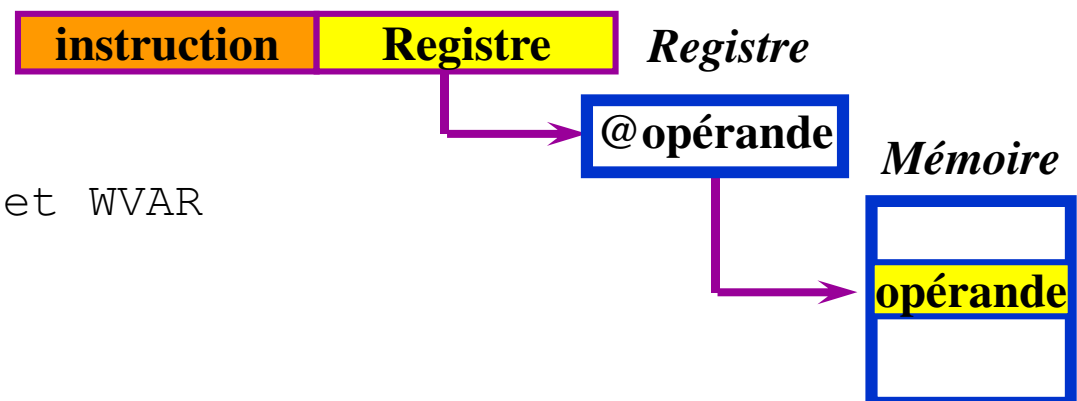 instruction Registre Registre
@opérande
Mémoire
et WVAR
opérande